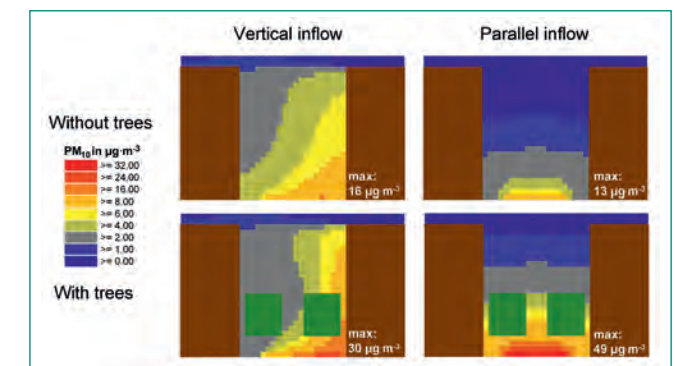 Vertical inflow
Parallel inflow
Without trees
PM10 in µg·m-3
>= 32,00
>= 24,00
>= 16,00
>= 8,00
>= 6,00
>= 4,00
>= 2,00
>= 1,00
>= 0,00
max:
16 µg m-3
max:
13 µg m-3
With trees
max:
30 µg m-3
max:
49 µg m-3